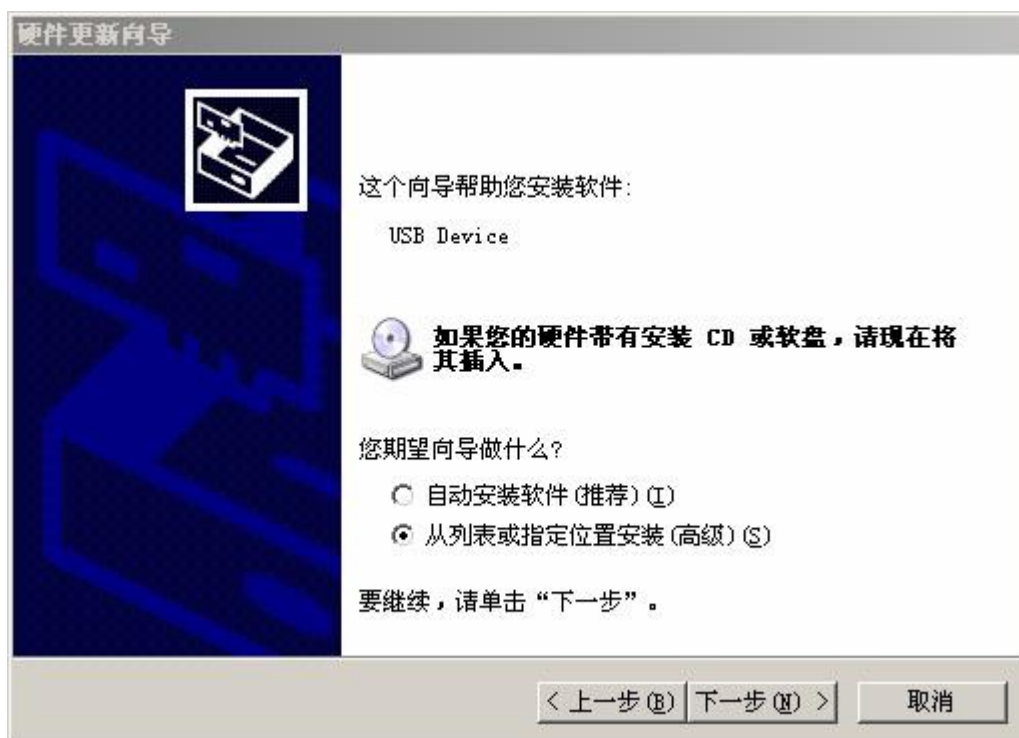 硬件更新向导
这个向导帮助您安装软件:
USB Device
如果您的硬件带有安装 CD 或软盘，请现在将
其插入。
您期望向导做什么?
自动安装软件(推荐)(I)
从列表或指定位置安装(高级)(S)
要继续，请单击“下一步”。
< 上一步(B) 下一步(N) > 取消